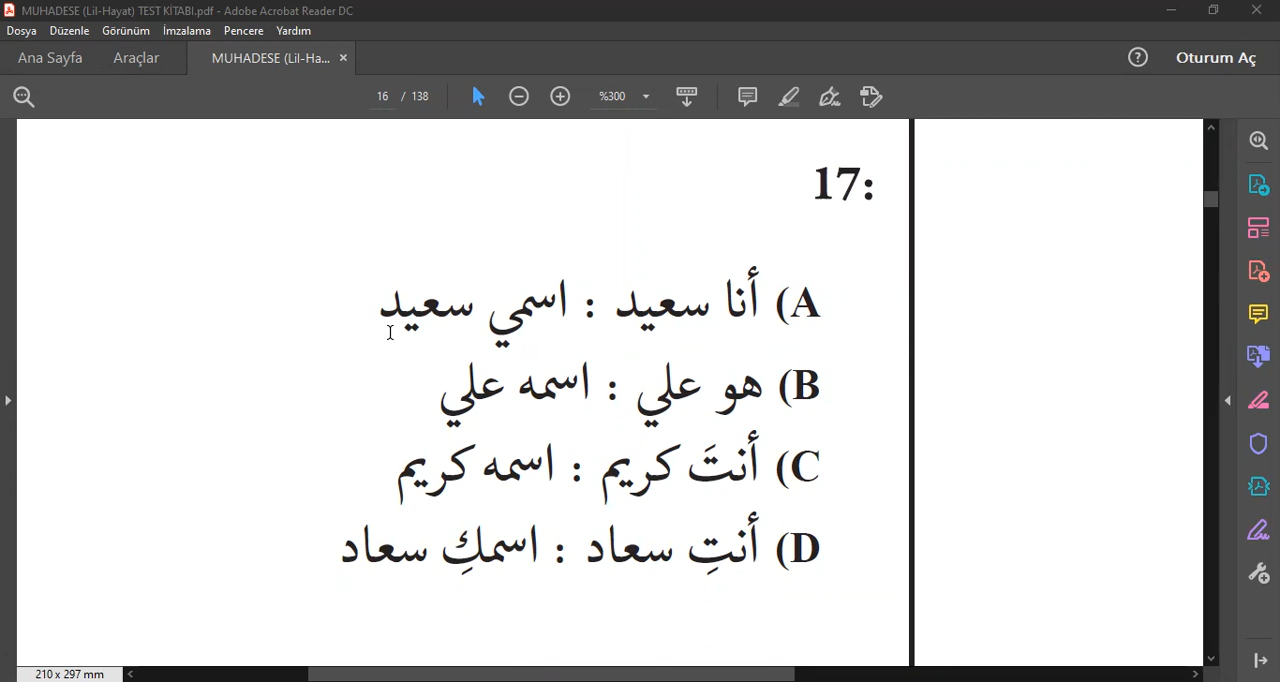 MUHADESE (Lil-Hayat) TEST KİTABI.pdf - Adobe Acrobat Reader DC
Dosya Düzenle Görünüm İmzalama Pencere Yardım
Ana Sayfa Araçlar MUHADESE (Lil-Ha... × ? Oturum Aç
16 / 138 %300
17:
A) أنا سعيد : اسمي سعيد
B) هو علي : اسمه علي
C) أنتَ كريم : اسمه كريم
D) أنتِ سعاد : اسمكِ سعاد
210 x 297 mm